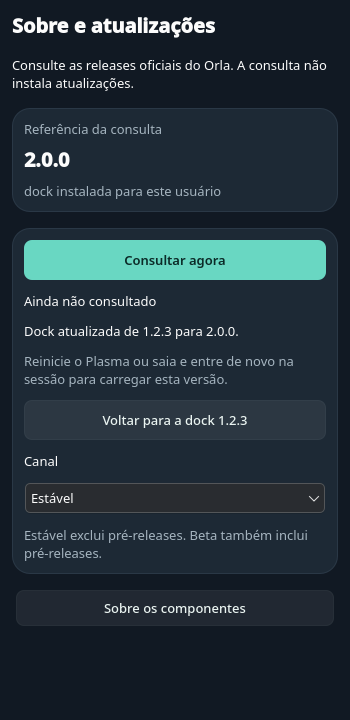 Sobre e atualizações
Consulte as releases oficiais do Orla. A consulta não
instala atualizações.
Referência da consulta
2.0.0
dock instalada para este usuário
Consultar agora
Ainda não consultado
Dock atualizada de 1.2.3 para 2.0.0.
Reinicie o Plasma ou saia e entre de novo na
sessão para carregar esta versão.
Voltar para a dock 1.2.3
Canal
Estável
Estável exclui pré-releases. Beta também inclui
pré-releases.
Sobre os componentes